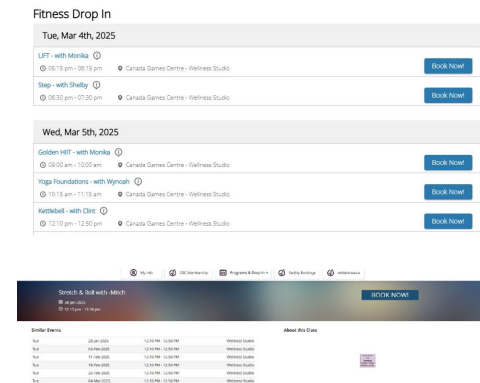 Fitness Drop In
Tue, Mar 4th, 2025
LIFT - with Monika
05:15 pm - 06:15 pm Canada Games Centre - Wellness Studio
Book Now!
Step - with Shelby
06:30 pm - 07:30 pm Canada Games Centre - Wellness Studio
Book Now!
Wed, Mar 5th, 2025
Golden HIIT - with Monika
09:00 am - 10:00 am Canada Games Centre - Wellness Studio
Book Now!
Yoga Foundations - with Wynoah
10:15 am - 11:15 am Canada Games Centre - Wellness Studio
Book Now!
Kettlebell - with Clint
12:10 pm - 12:50 pm Canada Games Centre - Wellness Studio
Book Now!
My Info CGC Membership Programs & Drop-In Facility Bookings
Stretch & Roll with -Mitch
BOOK NOW!
28 Jan 2025
Similar Events About this Class
Tue 28-Jan-2025 12:10 PM - 12:50 PM Wellness Studio
Tue 04-Feb-2025 12:10 PM - 12:50 PM Wellness Studio
Tue 11-Feb-2025 12:10 PM - 12:50 PM Wellness Studio
Tue 18-Feb-2025 12:10 PM - 12:50 PM Wellness Studio
Tue 25-Feb-2025 12:10 PM - 12:50 PM Wellness Studio
Tue 04-Mar-2025 12:10 PM - 12:50 PM Wellness Studio